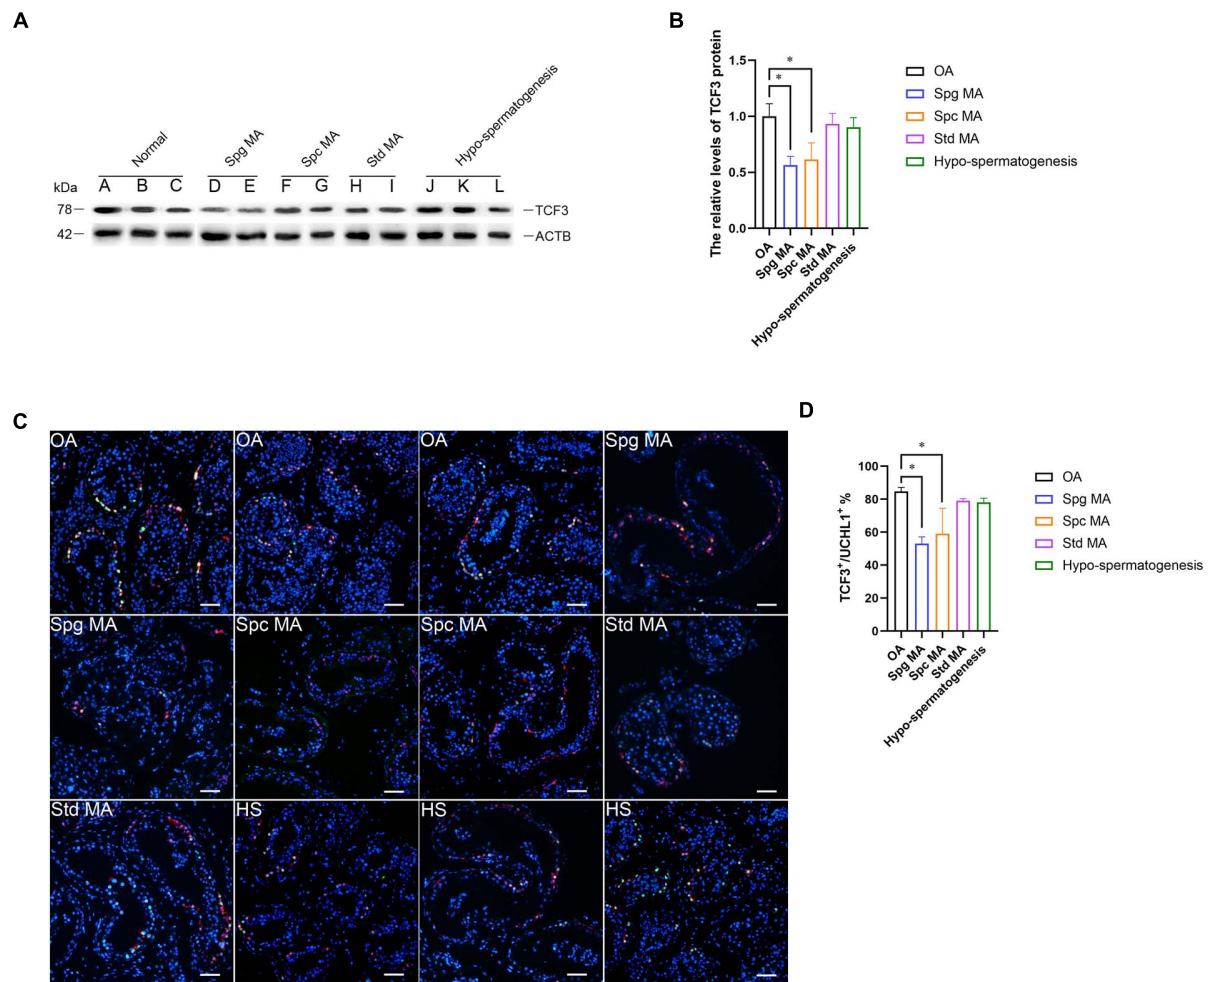 A
Normal
Spg MA
Spc MA
Std MA
Hypo-spermatogenesis
kDa
A B C D E F G H I J K L
78 TCF3
42 ACTB
B
The relative levels of TCF3 protein
1.5
1.0
0.5
0.0
* *
OA
Spg MA
Spc MA
Std MA
Hypo-spermatogenesis
OA
Spg MA
Spc MA
Std MA
Hypo-spermatogenesis
C
OA OA OA Spg MA
Spg MA Spc MA Spc MA Std MA
Std MA HS HS HS
D
TCF3+/UCHL1+ %
100
80
60
40
20
0
* *
OA
Spg MA
Spc MA
Std MA
Hypo-spermatogenesis
OA
Spg MA
Spc MA
Std MA
Hypo-spermatogenesis